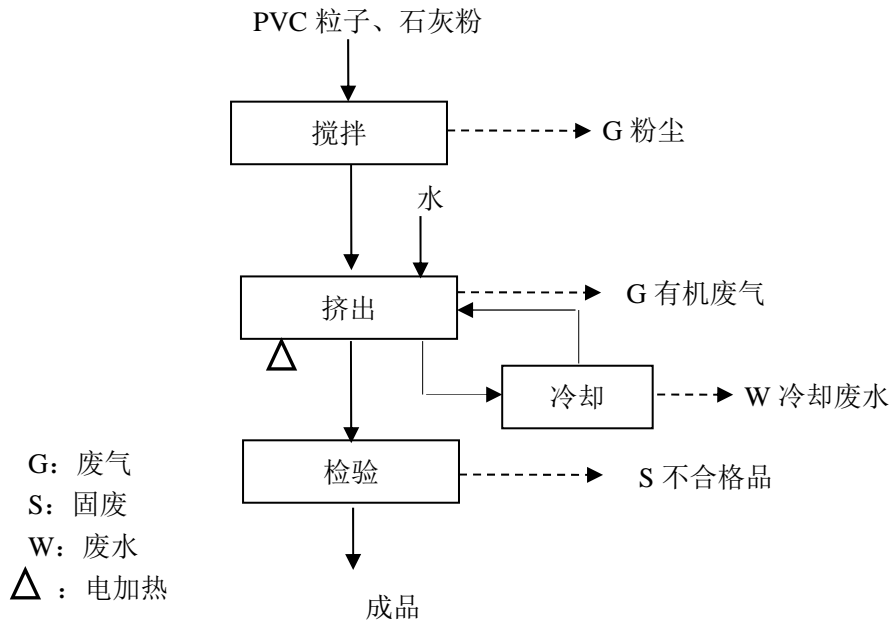 PVC 粒子、石灰粉
搅拌
G 粉尘
水
挤出
G 有机废气
冷却
W 冷却废水
检验
S 不合格品
G：废气
S：固废
W：废水
△：电加热
成品